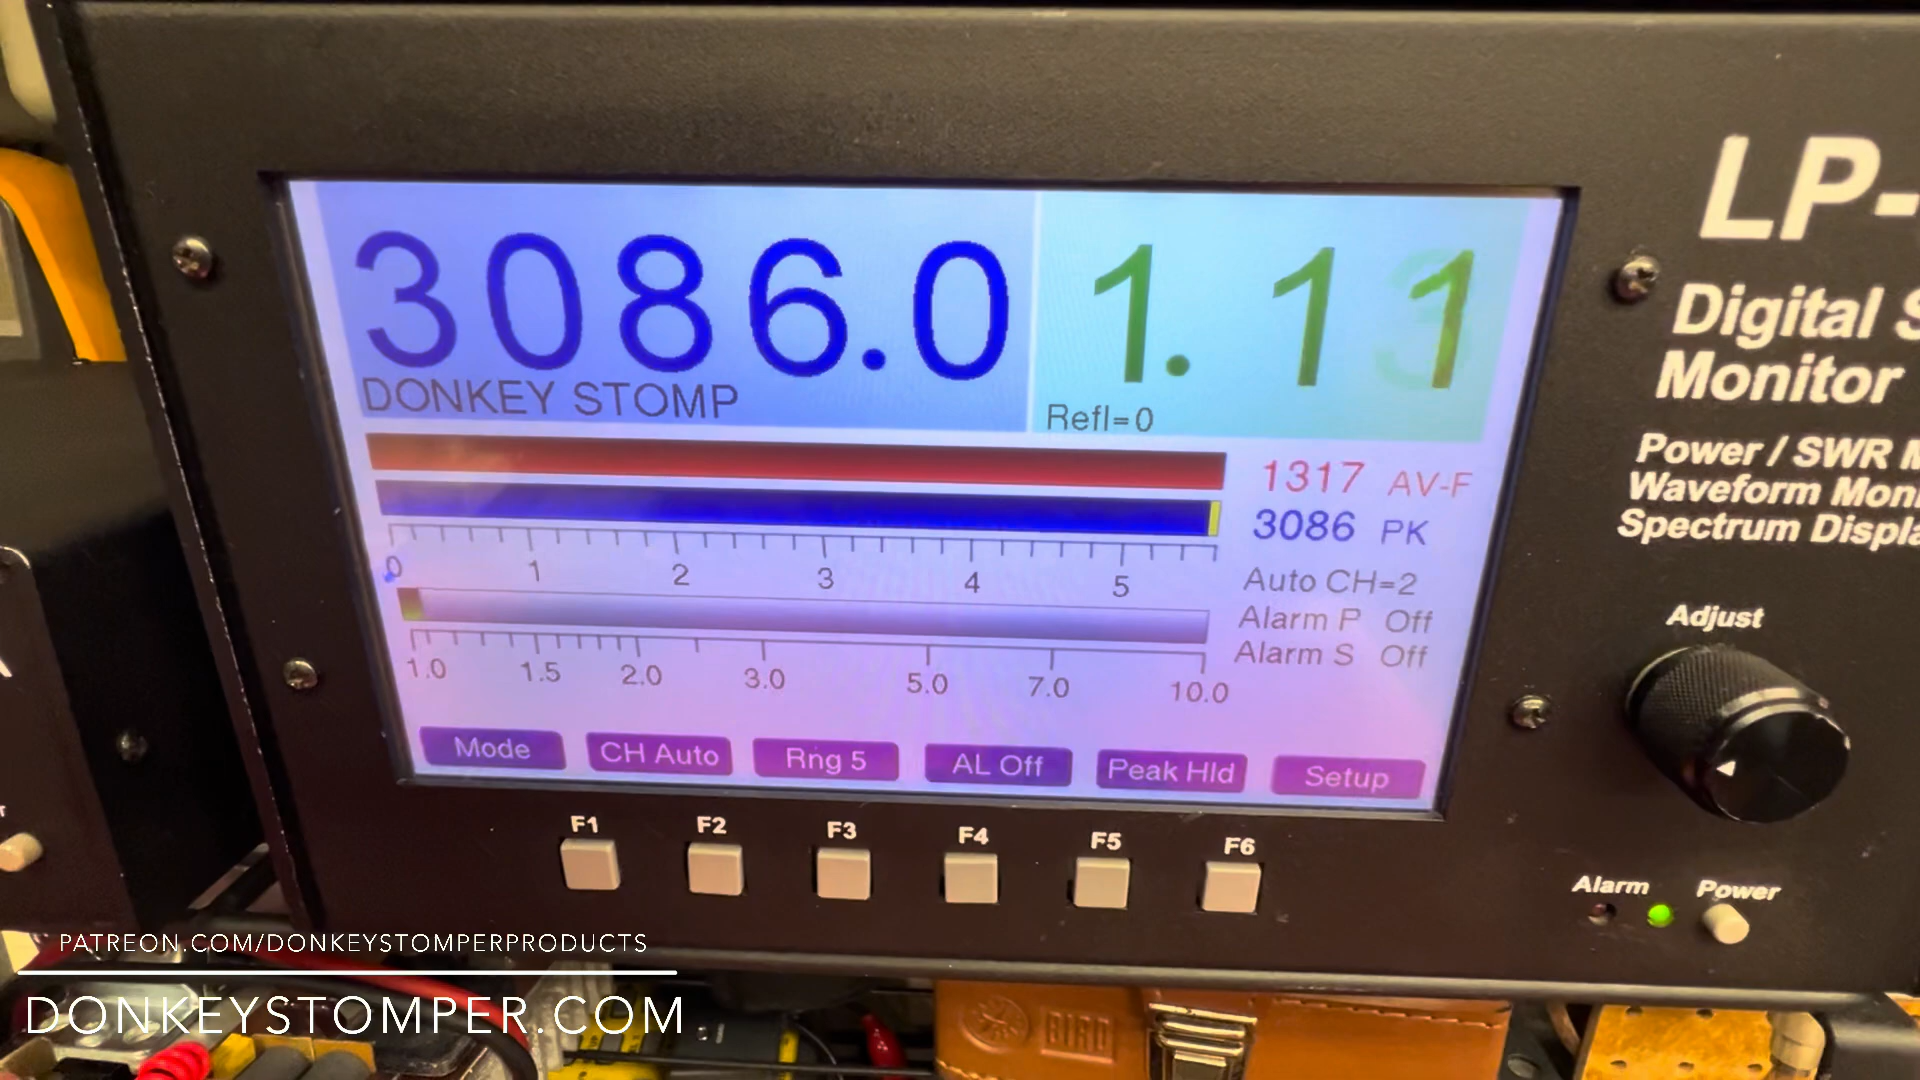 3086.0
1.11
DONKEY STOMP
Refl=0
1317 AV-F
3086 PK
0 1 2 3 4 5
Auto CH=2
Alarm P Off
Alarm S Off
1.0 1.5 2.0 3.0 5.0 7.0 10.0
Mode CH Auto Rng 5 AL Off Peak Hld Setup
F1 F2 F3 F4 F5 F6
LP-
Digital S
Monitor
Power / SWR M
Waveform Moni
Spectrum Displa
Adjust
Alarm Power
PATREON.COM/DONKEYSTOMPERPRODUCTS
DONKEYSTOMPER.COM
BIRD